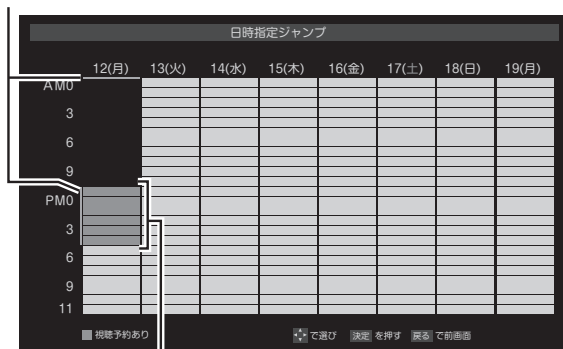 日時指定ジャンプ
12(月) 13(火) 14(水) 15(木) 16(金) 17(土) 18(日) 19(月)
AM0
3
6
9
PM0
3
6
9
11
視聴予約あり で選び 決定 を押す 戻る で前画面